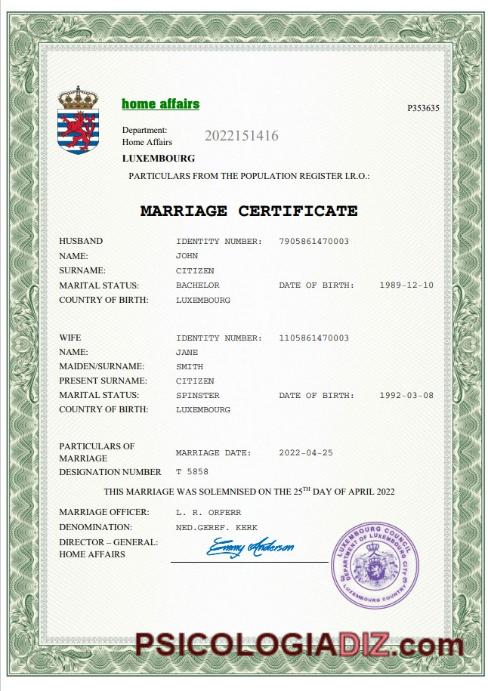 home affairs
P353635
Department:
Home Affairs
2022151416
LUXEMBOURG
PARTICULARS FROM THE POPULATION REGISTER I.R.O.:
MARRIAGE CERTIFICATE
HUSBAND IDENTITY NUMBER: 7905861470003
NAME: JOHN
SURNAME: CITIZEN
MARITAL STATUS: BACHELOR DATE OF BIRTH: 1989-12-10
COUNTRY OF BIRTH: LUXEMBOURG
WIFE IDENTITY NUMBER: 1105861470003
NAME: JANE
MAIDEN/SURNAME: SMITH
PRESENT SURNAME: CITIZEN
MARITAL STATUS: SPINSTER DATE OF BIRTH: 1992-03-08
COUNTRY OF BIRTH: LUXEMBOURG
PARTICULARS OF
MARRIAGE MARRIAGE DATE: 2022-04-25
DESIGNATION NUMBER T 5858
THIS MARRIAGE WAS SOLEMNISED ON THE 25TH DAY OF APRIL 2022
MARRIAGE OFFICER: L. R. ORFERR
DENOMINATION: NED.GEREF. KERK
DIRECTOR – GENERAL:
HOME AFFAIRS
Emmy Anderson
LUXEMBOURG COUNCIL
DEPARTMENT OF LUXEMBOURG CITY
LUXEMBOURG COUNTRY
PSICOLOGIADIZ.com